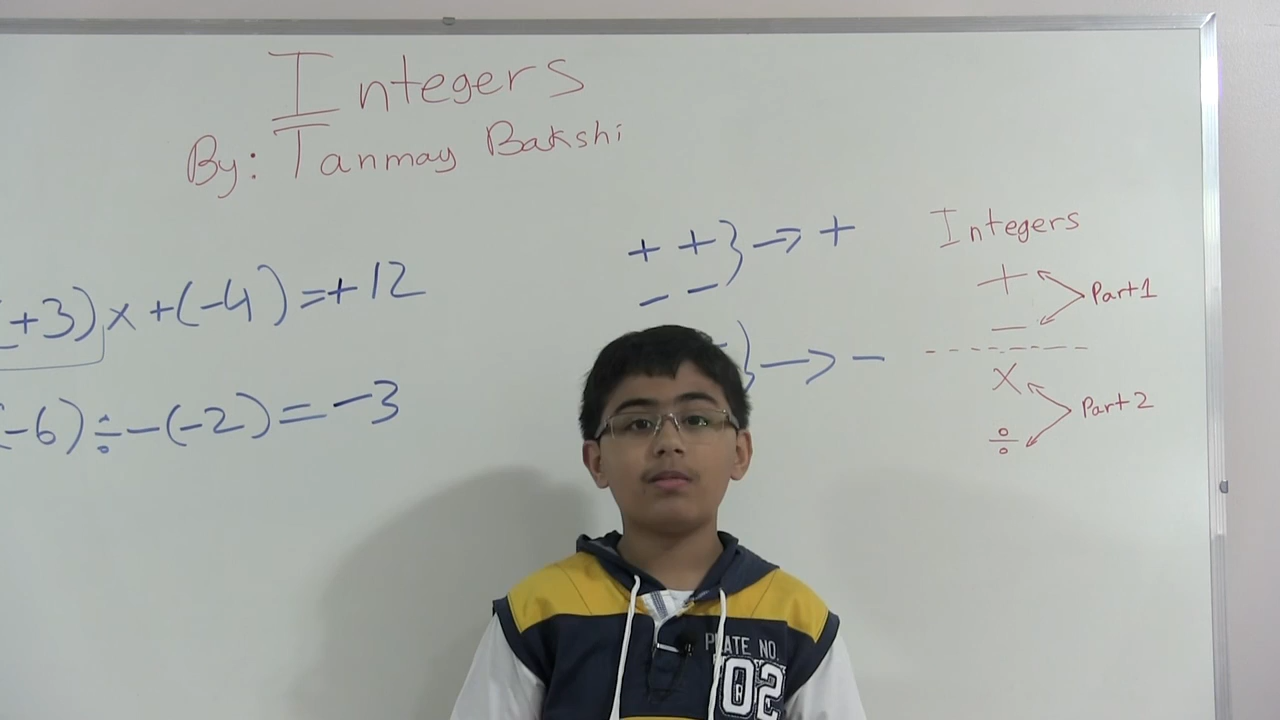 Integers
By: Tanmay Bakshi
+ + } → +
- -
Integers
+
-
Part 1
(+3) x +(-4) = +12
} → -
x
÷
Part 2
-6) ÷ -(-2) = -3
PLATE NO.
02